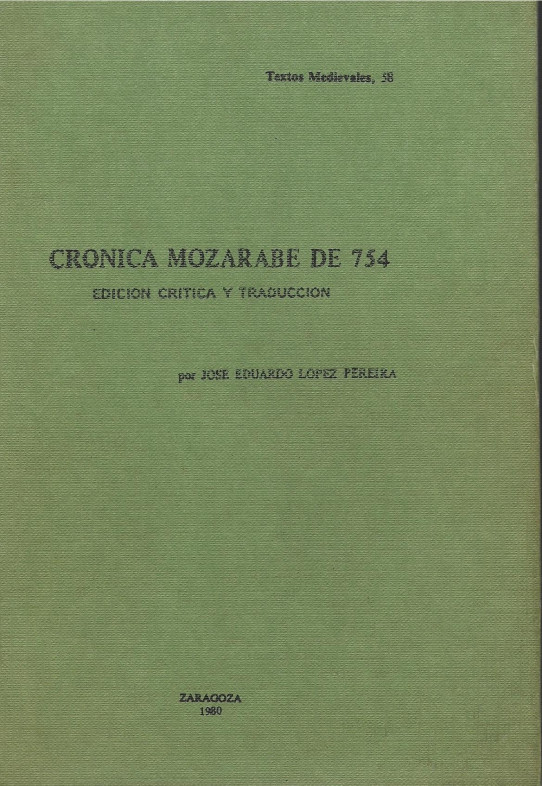 Textos Medievales, 58
CRONICA MOZARABE DE 754
EDICION CRITICA Y TRADUCCION
por JOSE EDUARDO LOPEZ PEREIRA
ZARAGOZA
1980